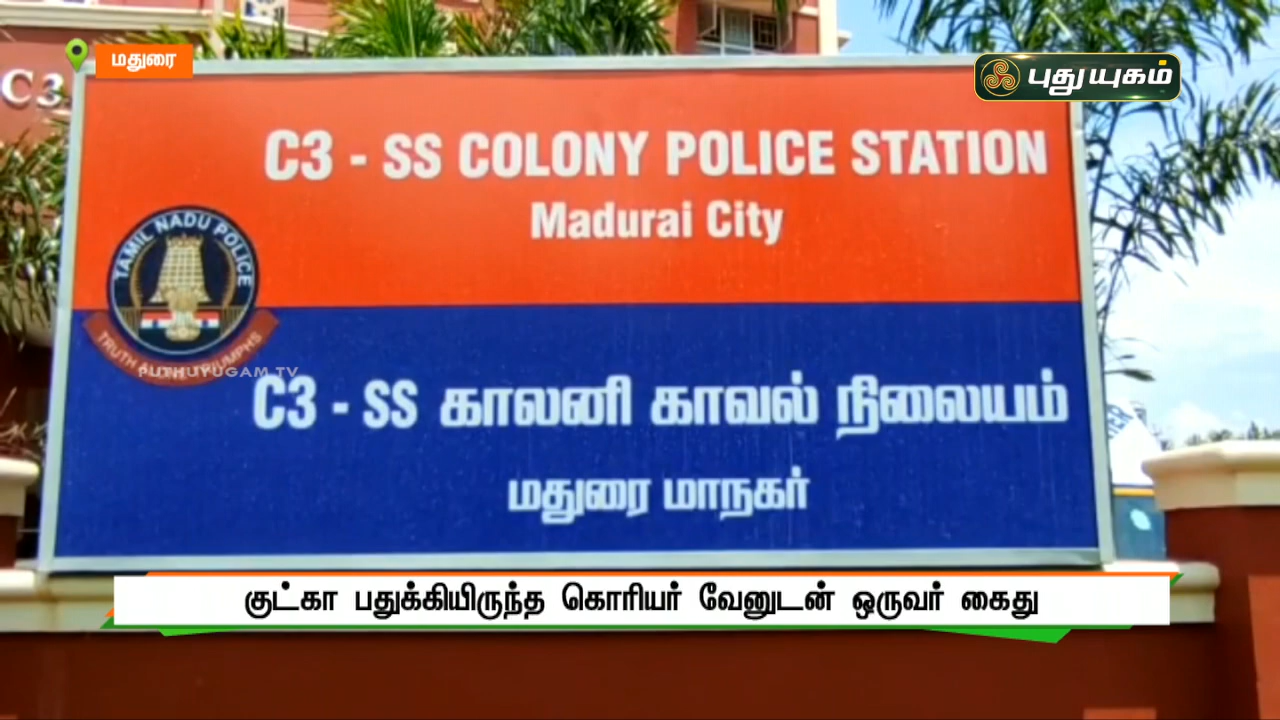 மதுரை
புதுயுகம்
C3
C3 - SS COLONY POLICE STATION
Madurai City
TAMIL NADU POLICE
TRUTH ALONE TRIUMPHS
PUTHUYUGAM TV
C3 - SS காலனி காவல் நிலையம்
மதுரை மாநகர்
குட்கா பதுக்கியிருந்த கொரியர் வேனுடன் ஒருவர் கைது